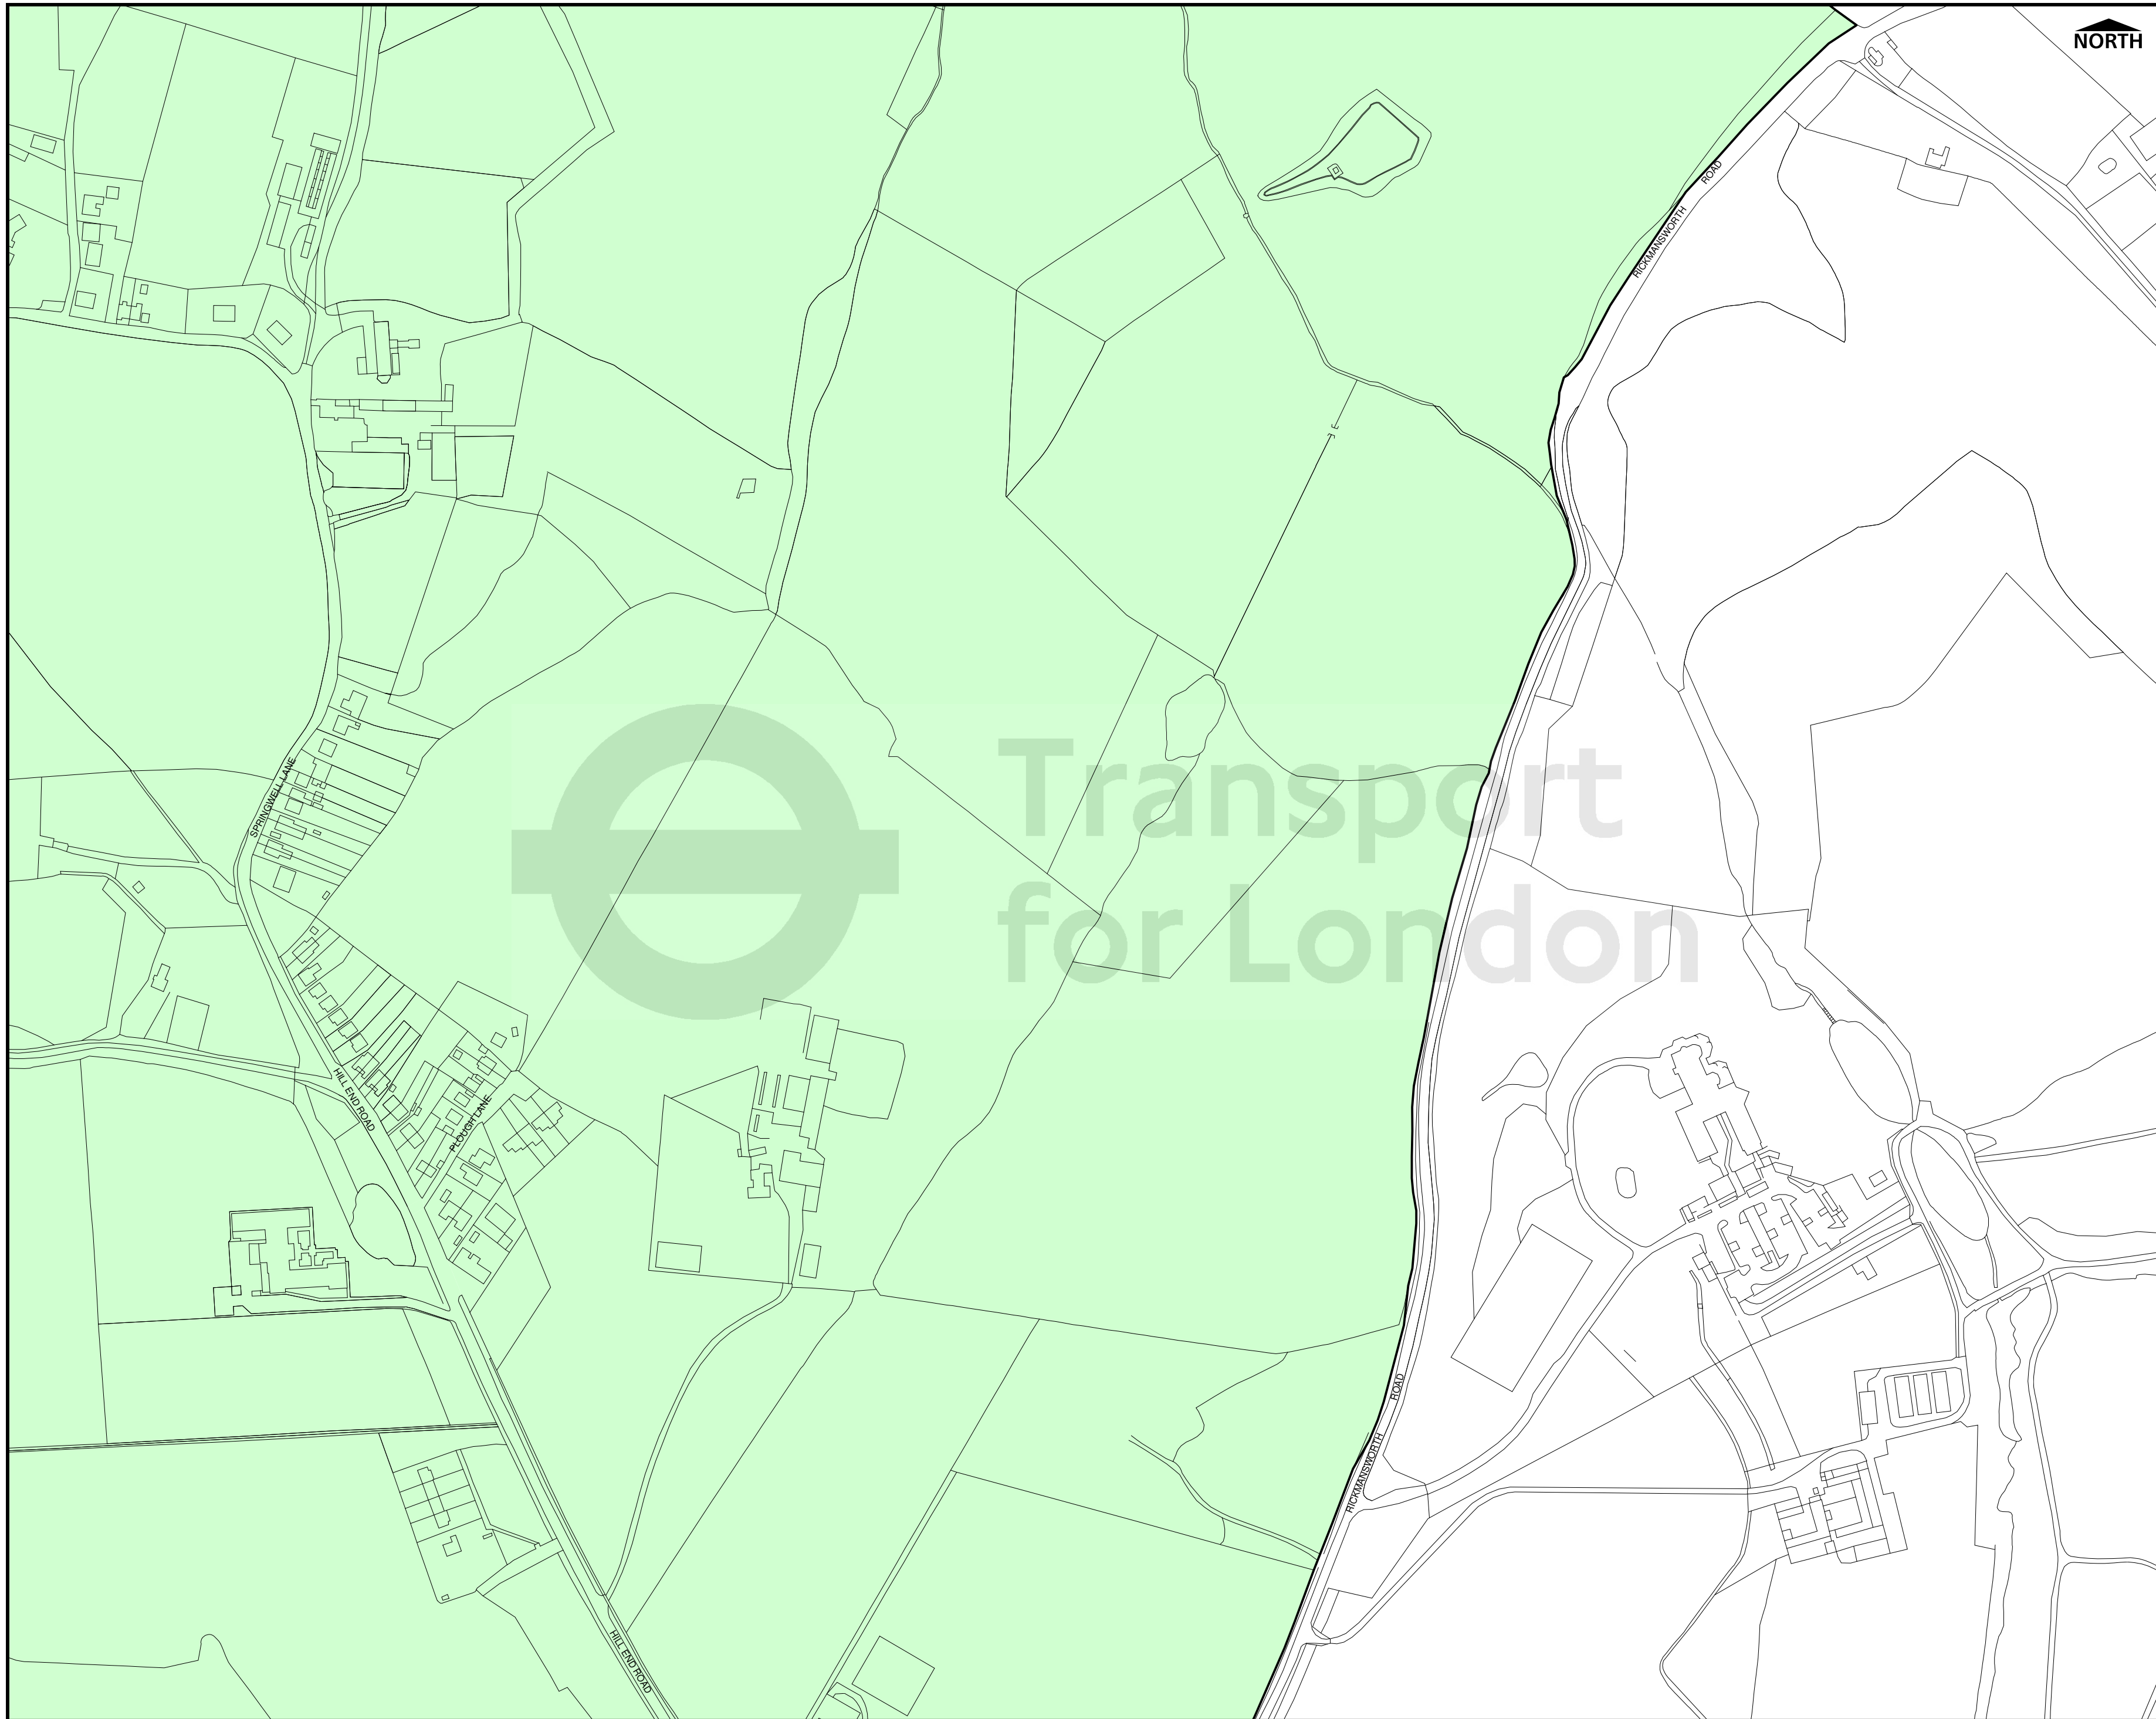 NORTH
ROAD
RICKMANSWORTH
SPRINGWELL LANE
Transport
for London
HILL END ROAD
PLOUGH LANE
ROAD
RICKMANSWORTH
HILL END ROAD